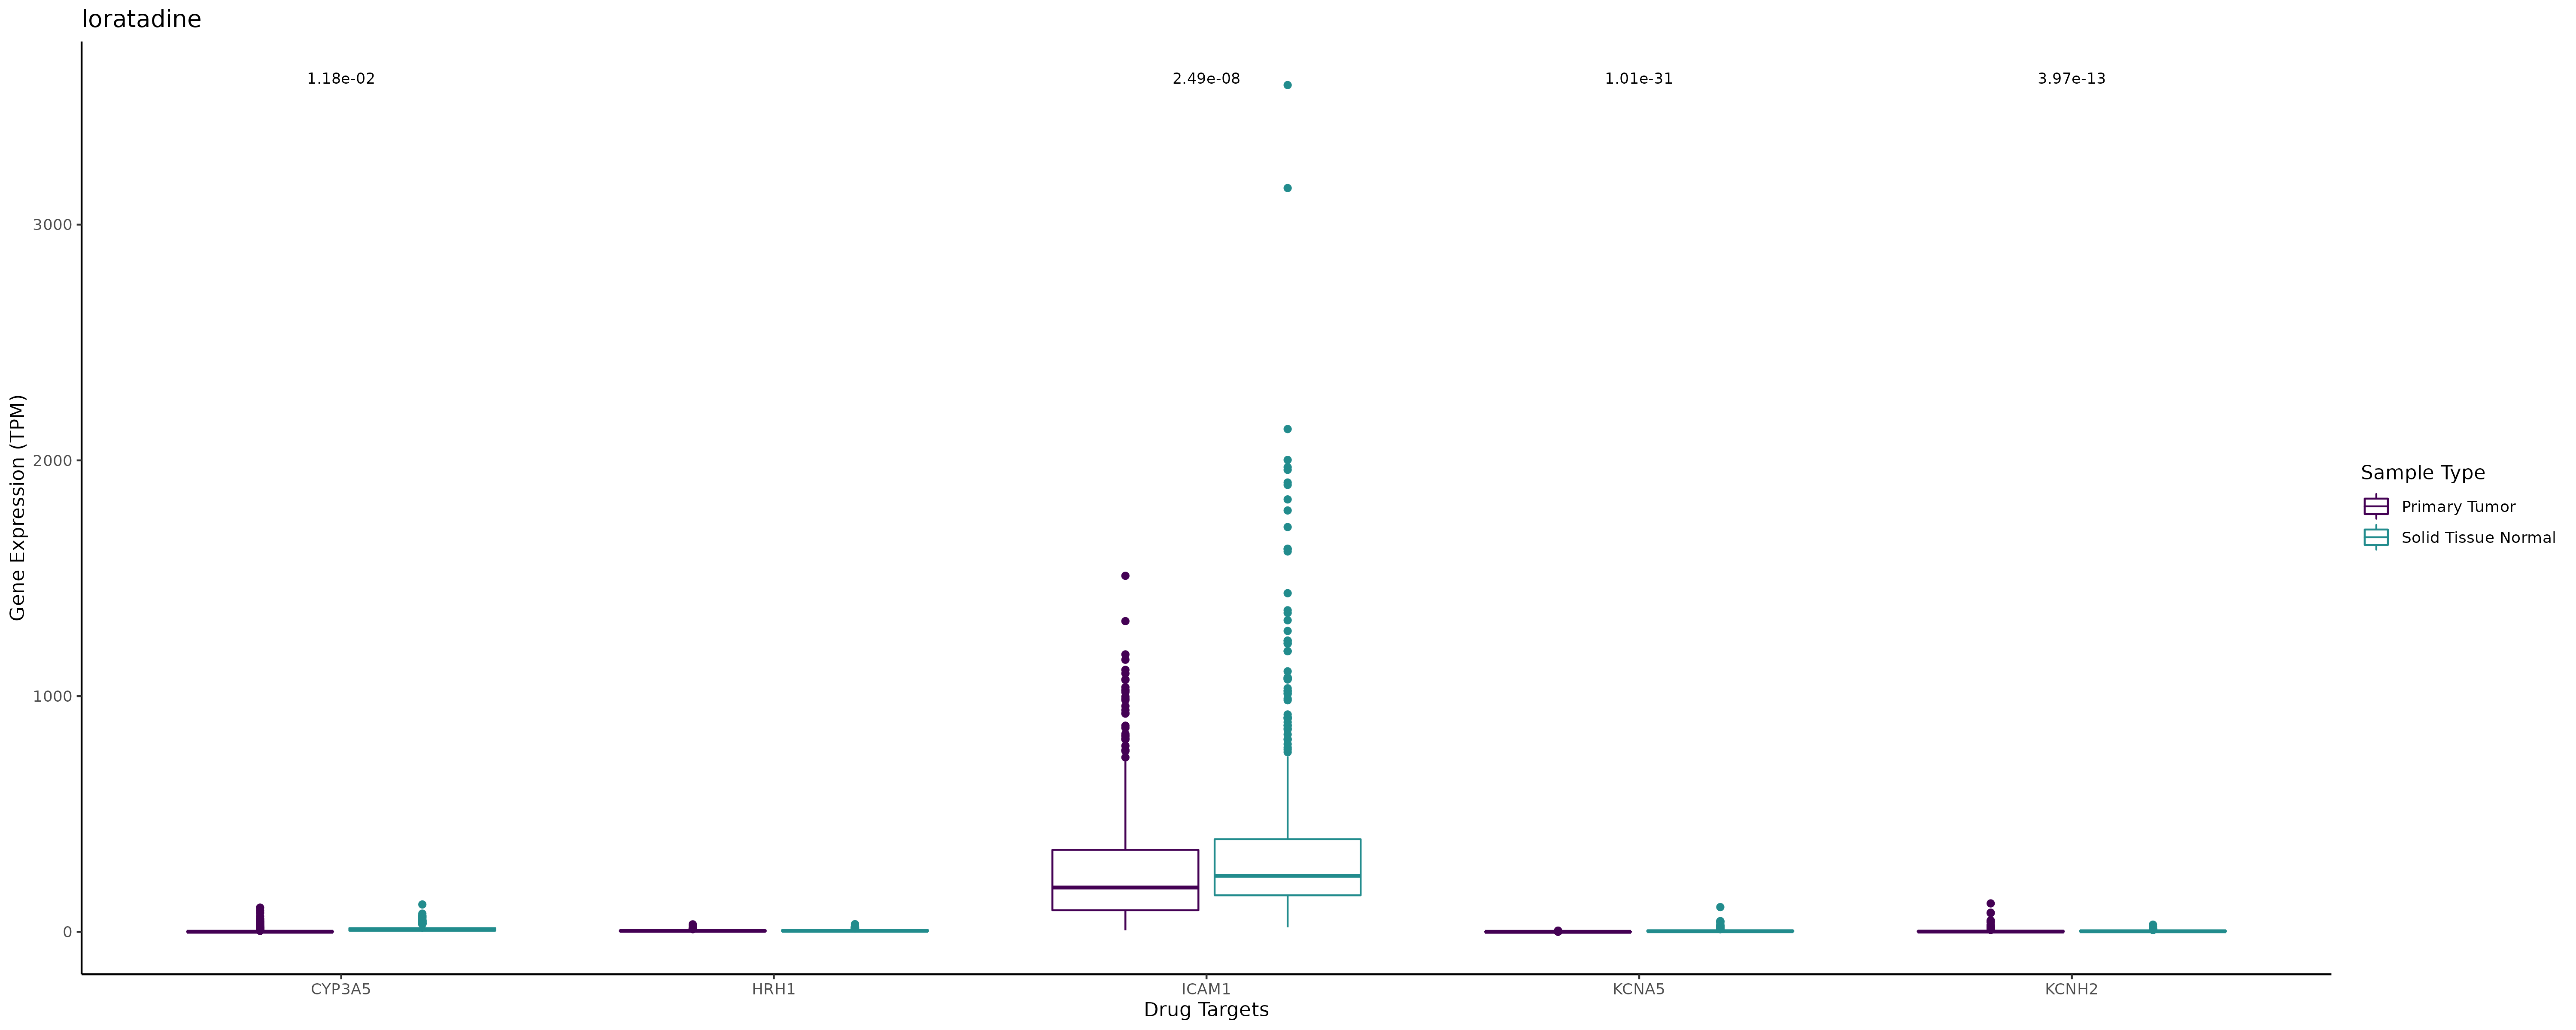 loratadine
1.18e-02
2.49e-08
1.01e-31
3.97e-13
Gene Expression (TPM)
3000
2000
1000
0
CYP3A5
HRH1
ICAM1
KCNA5
KCNH2
Drug Targets
Sample Type
Primary Tumor
Solid Tissue Normal